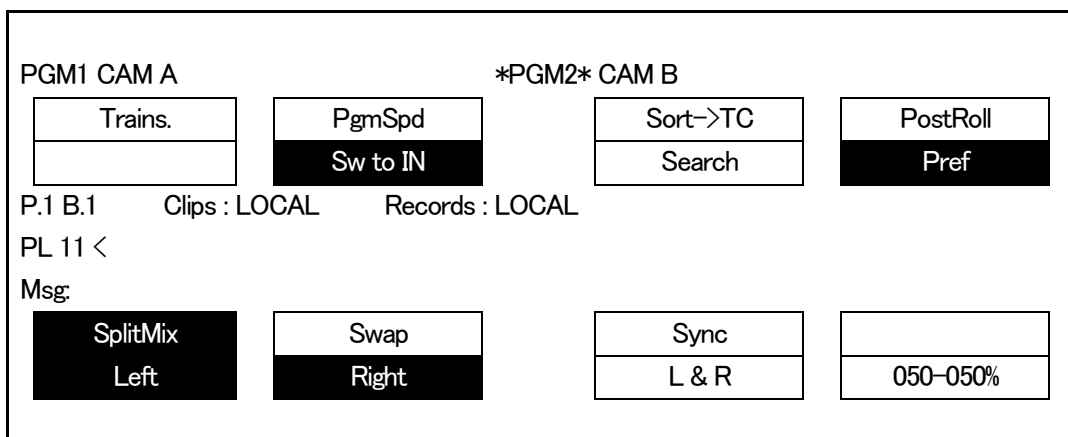 PGM1 CAM A *PGM2* CAM B
Trains. PgmSpd Sort->TC PostRoll
Sw to IN Search Pref
P.1 B.1 Clips : LOCAL Records : LOCAL
PL 11 <
Msg:
SplitMix Swap Sync
Left Right L & R 050-050%